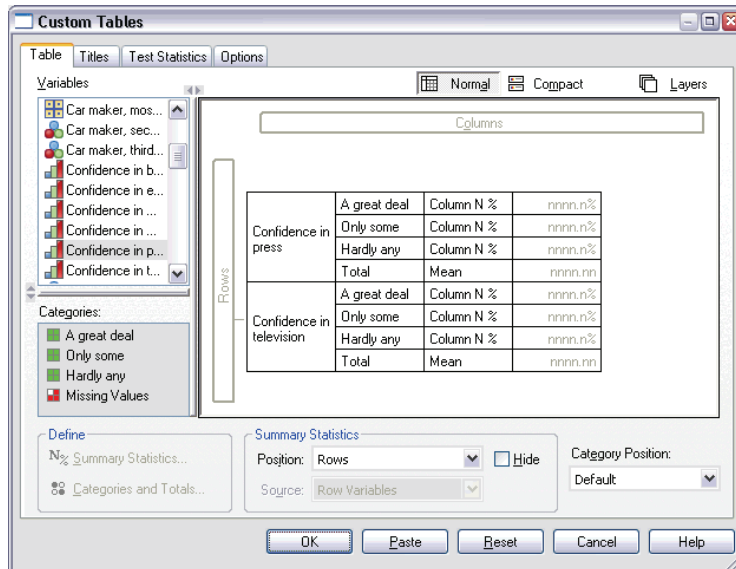 Custom Tables
Table Titles Test Statistics Options
Variables
Normal Compact Layers
Car maker, mos...
Car maker, sec...
Car maker, third...
Confidence in b...
Confidence in e...
Confidence in ...
Confidence in ...
Confidence in p...
Confidence in t...
Categories:
A great deal
Only some
Hardly any
Missing Values
Columns
Rows
Confidence in press
A great deal Column N % nnnn.n%
Only some Column N % nnnn.n%
Hardly any Column N % nnnn.n%
Total Mean nnnn.nn
Confidence in television
A great deal Column N % nnnn.n%
Only some Column N % nnnn.n%
Hardly any Column N % nnnn.n%
Total Mean nnnn.nn
Define
N% Summary Statistics...
Categories and Totals...
Summary Statistics
Position: Rows Hide
Source: Row Variables
Category Position:
Default
OK Paste Reset Cancel Help